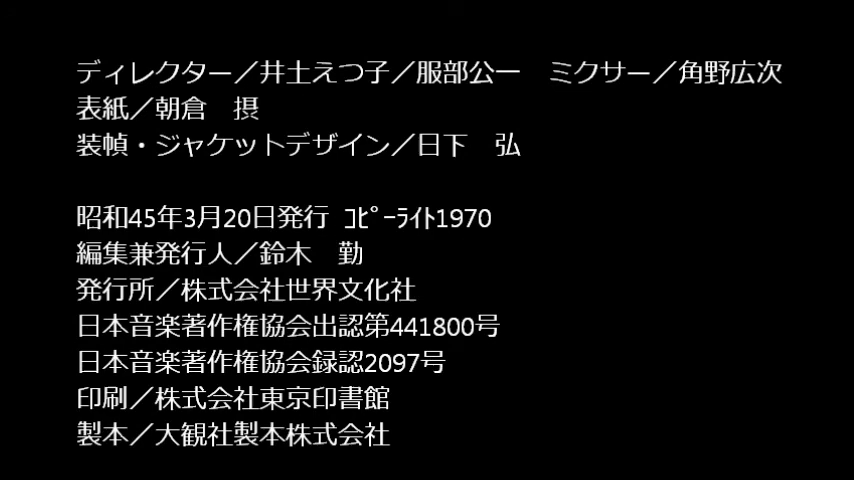 ディレクター／井土えつ子／服部公一　ミクサー／角野広次
表紙／朝倉　摂
装幀・ジャケットデザイン／日下　弘
昭和45年3月20日発行 ｺﾋﾟｰﾗｲﾄ1970
編集兼発行人／鈴木　勤
発行所／株式会社世界文化社
日本音楽著作権協会出認第441800号
日本音楽著作権協会録認2097号
印刷／株式会社東京印書館
製本／大観社製本株式会社